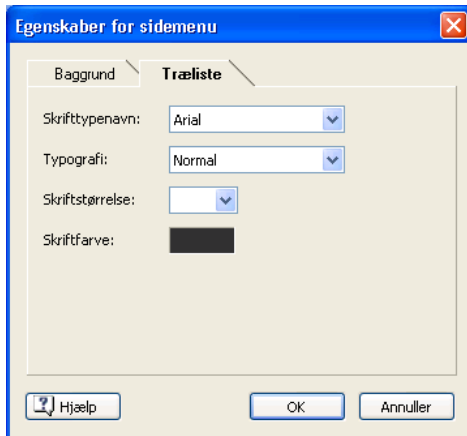 Egenskaber for sidemenu
Baggrund Træliste
Skrifttypenavn: Arial
Typografi: Normal
Skriftstørrelse:
Skriftfarve:
Hjælp OK Annuller